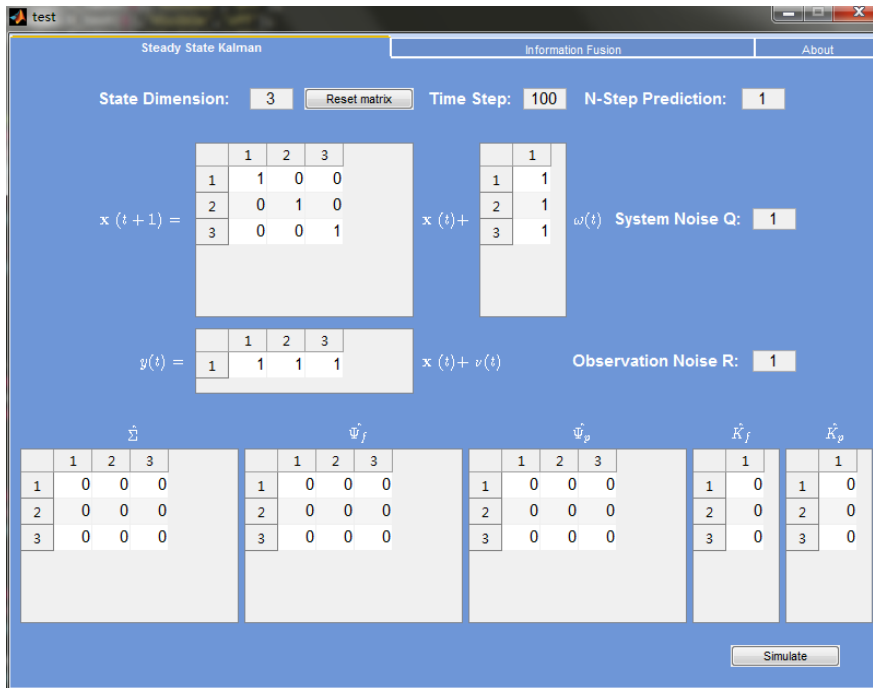 test
Steady State Kalman Information Fusion About
State Dimension: 3 Reset matrix Time Step: 100 N-Step Prediction: 1
1 2 3 1
1 1 0 0 1 1
x (t + 1) = 2 0 1 0 x (t)+ 2 1 ω(t) System Noise Q: 1
3 0 0 1 3 1
1 2 3
y(t) = 1 1 1 1 x (t)+ v(t) Observation Noise R: 1
Σ̂ Ψ̂f Ψ̂p K̂f K̂p
1 2 3 1 2 3 1 2 3 1 1
1 0 0 0 1 0 0 0 1 0 0 0 1 0 1 0
2 0 0 0 2 0 0 0 2 0 0 0 2 0 2 0
3 0 0 0 3 0 0 0 3 0 0 0 3 0 3 0
Simulate